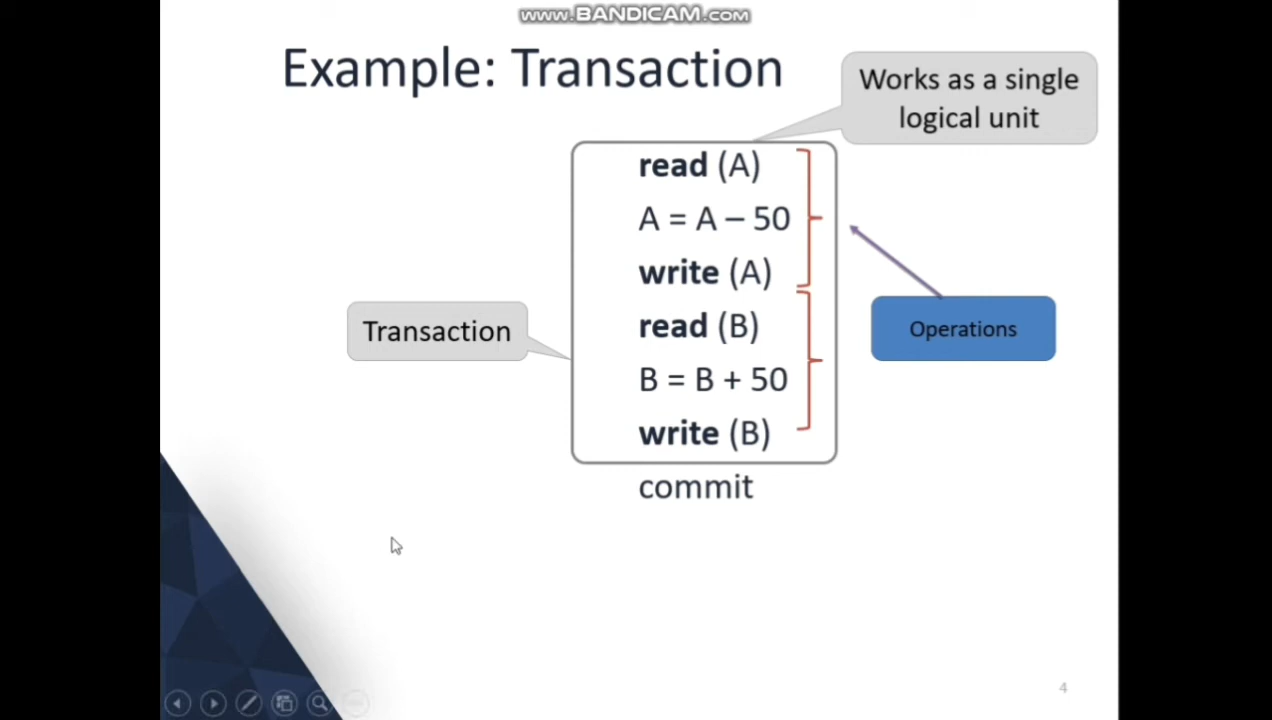 www.BANDICAM.com
Example: Transaction
Works as a single
logical unit
read (A)
A = A – 50
write (A)
read (B)
B = B + 50
write (B)
commit
Transaction
Operations
4